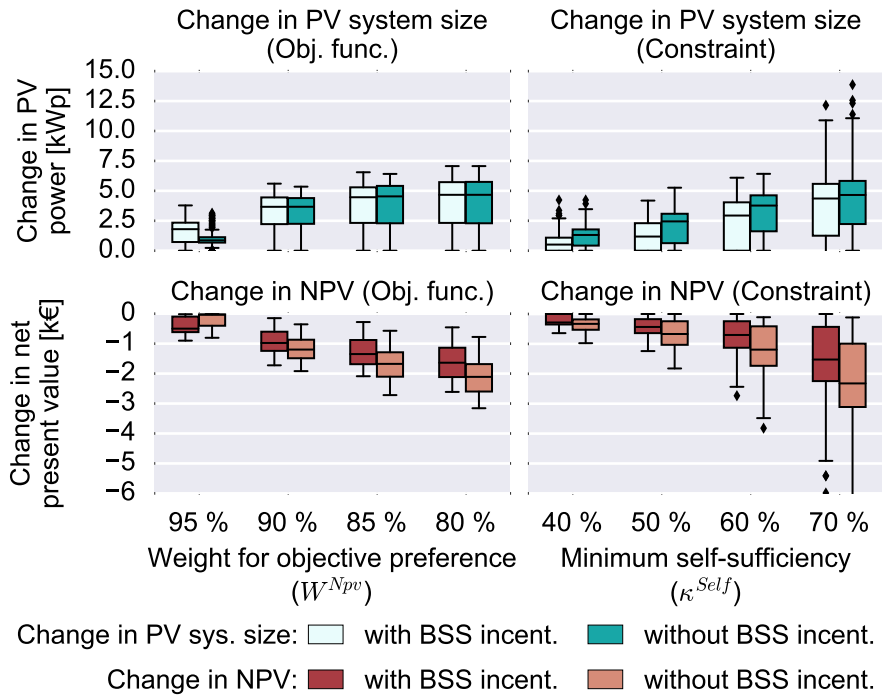 Change in PV system size
(Obj. func.)
Change in PV system size
(Constraint)
Change in PV
power [kWp]
15.0
12.5
10.0
7.5
5.0
2.5
0.0
Change in NPV (Obj. func.)
Change in NPV (Constraint)
Change in net
present value [k€]
0
−1
−2
−3
−4
−5
−6
95 % 90 % 85 % 80 %
40 % 50 % 60 % 70 %
Weight for objective preference
(W^{Npv})
Minimum self-sufficiency
(κ^{Self})
Change in PV sys. size: with BSS incent. without BSS incent.
Change in NPV: with BSS incent. without BSS incent.